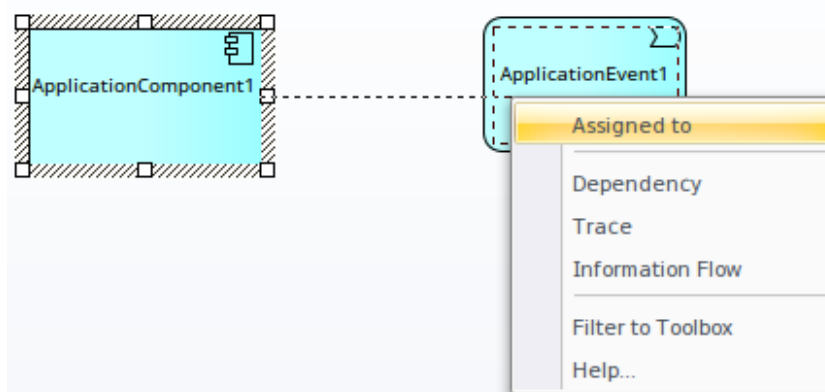 ApplicationComponent1
ApplicationEvent1
Assigned to
Dependency
Trace
Information Flow
Filter to Toolbox
Help...